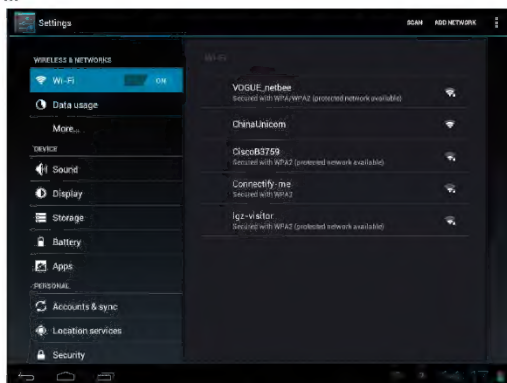 Settings
SCAN
ADD NETWORK
WIRELESS & NETWORKS
Wi-Fi
ON
Data usage
More...
DEVICE
Sound
Display
Storage
Battery
Apps
PERSONAL
Accounts & sync
Location services
Security
Wi-Fi
VOGUE_netbee
Secured with WPA/WPA2 (protected network available)
ChinaUnicom
CiscoB3759
Secured with WPA2 (protected network available)
Connectify-me
Secured with WPA2
lgz-visitor
Secured with WPA2 (protected network available)